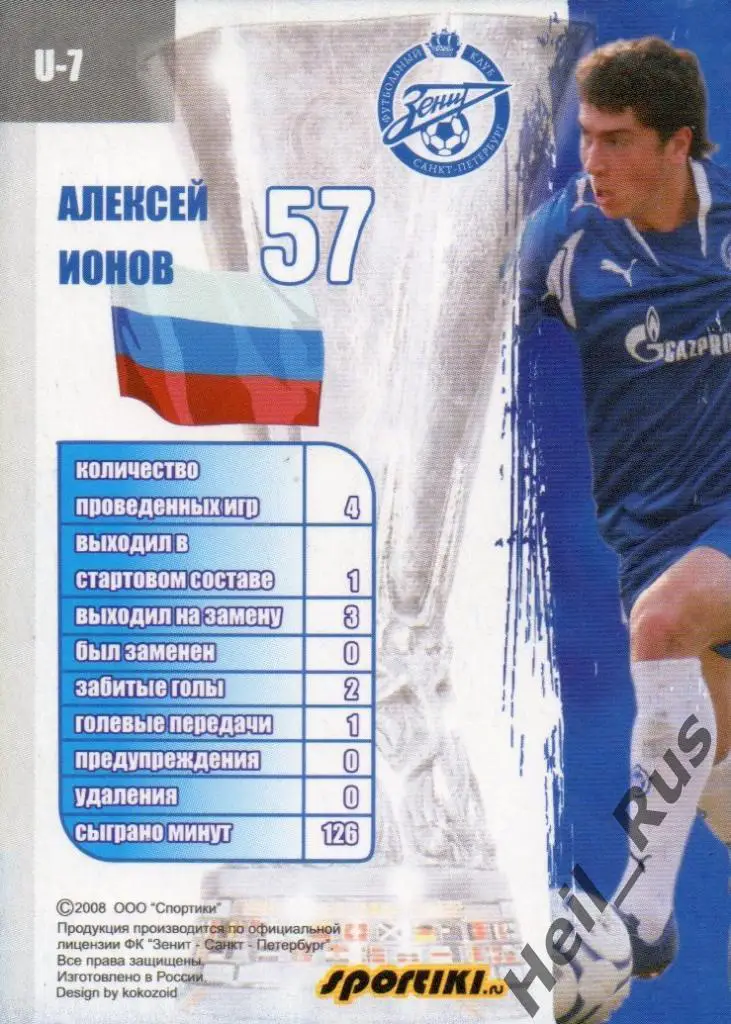 U-7
ФУТБОЛЬНЫЙ КЛУБ
Зенит
САНКТ-ПЕТЕРБУРГ
АЛЕКСЕЙ
ИОНОВ
57
GAZPRO
количество
проведенных игр 4
выходил в
стартовом составе 1
выходил на замену 3
был заменен 0
забитые голы 2
голевые передачи 1
предупреждения 0
удаления 0
сыграно минут 126
©2008 ООО "Спортики"
Продукция производится по официальной
лицензии ФК "Зенит - Санкт - Петербург".
Все права защищены.
Изготовлено в России.
Design by kokozoid
sportiki.ru
Heil_Rus